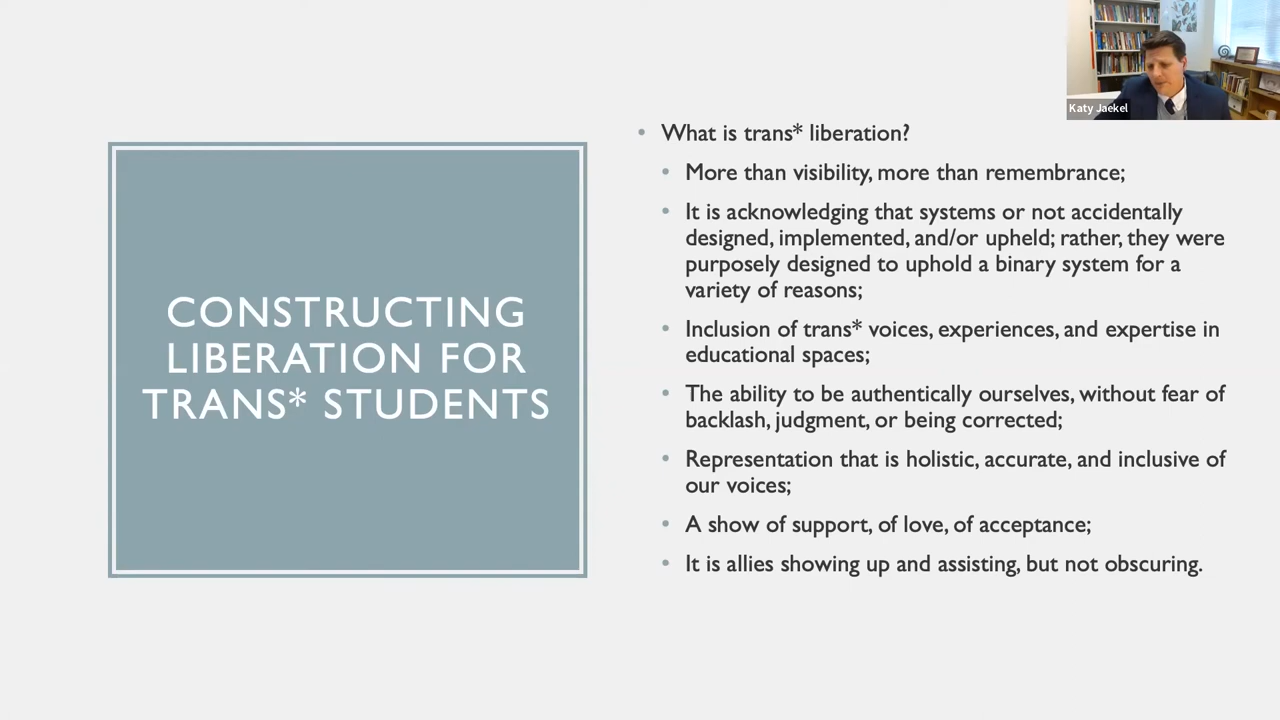 Katy Jaekel
CONSTRUCTING
LIBERATION FOR
TRANS* STUDENTS
• What is trans* liberation?
• More than visibility, more than remembrance;
• It is acknowledging that systems or not accidentally
designed, implemented, and/or upheld; rather, they were
purposely designed to uphold a binary system for a
variety of reasons;
• Inclusion of trans* voices, experiences, and expertise in
educational spaces;
• The ability to be authentically ourselves, without fear of
backlash, judgment, or being corrected;
• Representation that is holistic, accurate, and inclusive of
our voices;
• A show of support, of love, of acceptance;
• It is allies showing up and assisting, but not obscuring.